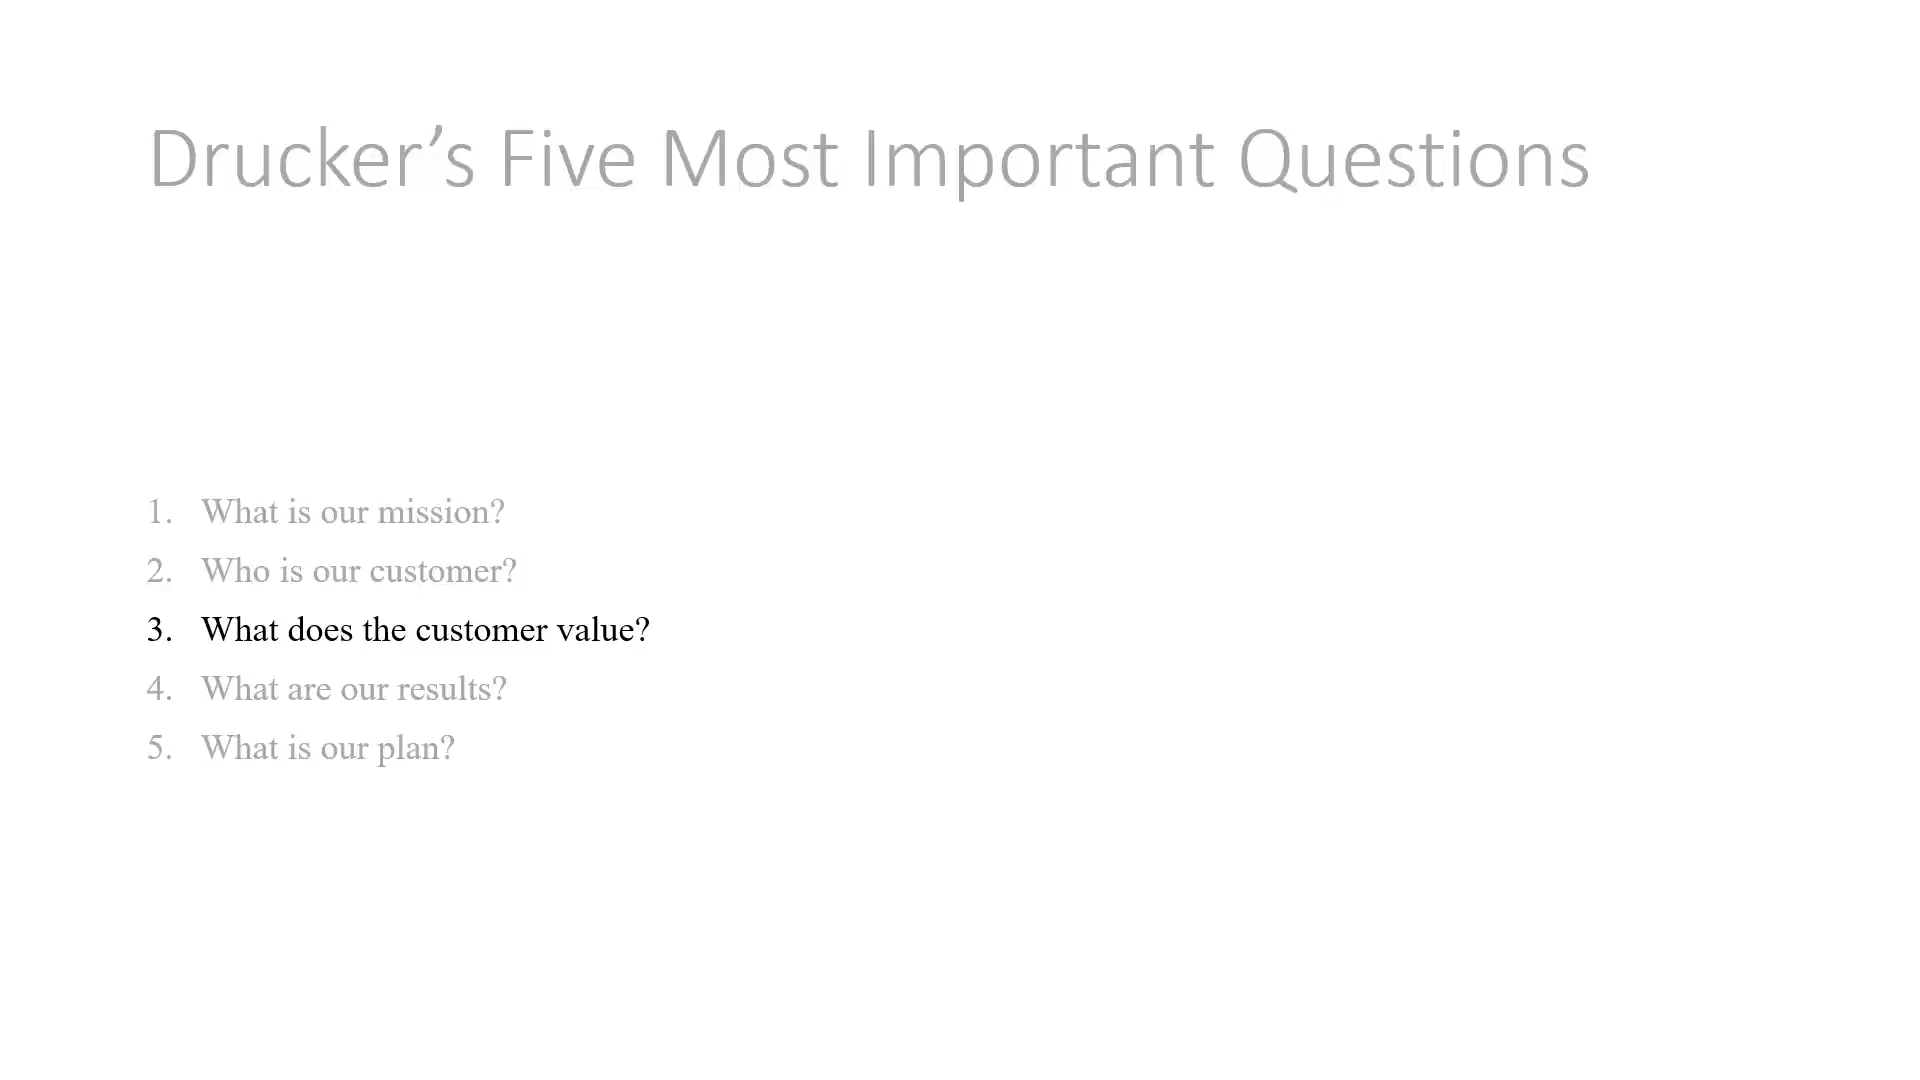 Drucker’s Five Most Important Questions
1. What is our mission?
2. Who is our customer?
3. What does the customer value?
4. What are our results?
5. What is our plan?